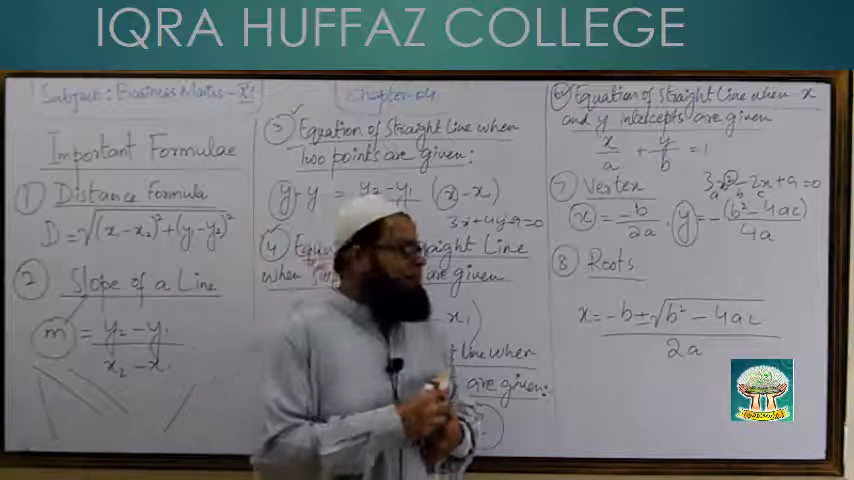 IQRA HUFFAZ COLLEGE
Subject: Business Maths-XI
Chapter-04
Important Formulae
① Distance Formula
D = √(x₁ - x₂)² + (y₁ - y₂)²
② Slope of a Line
m = y₂ - y₁
x₂ - x₁
③ Equation of Straight Line when
Two points are given:
y - y = y₂ - y₁ (x - x₁)
3x+4y-9=0
④ Straight Line
when are given
- x₁)
Line when
are given:
⑥ Equation of straight Line when x
and y intercepts are given
x/a + y/b = 1
⑦ Vertex
3x² - 2x + 9 = 0
a b c
x = -b/2a , y = -(b² - 4ac)/4a
⑧ Roots
x = -b ± √b² - 4ac
2a